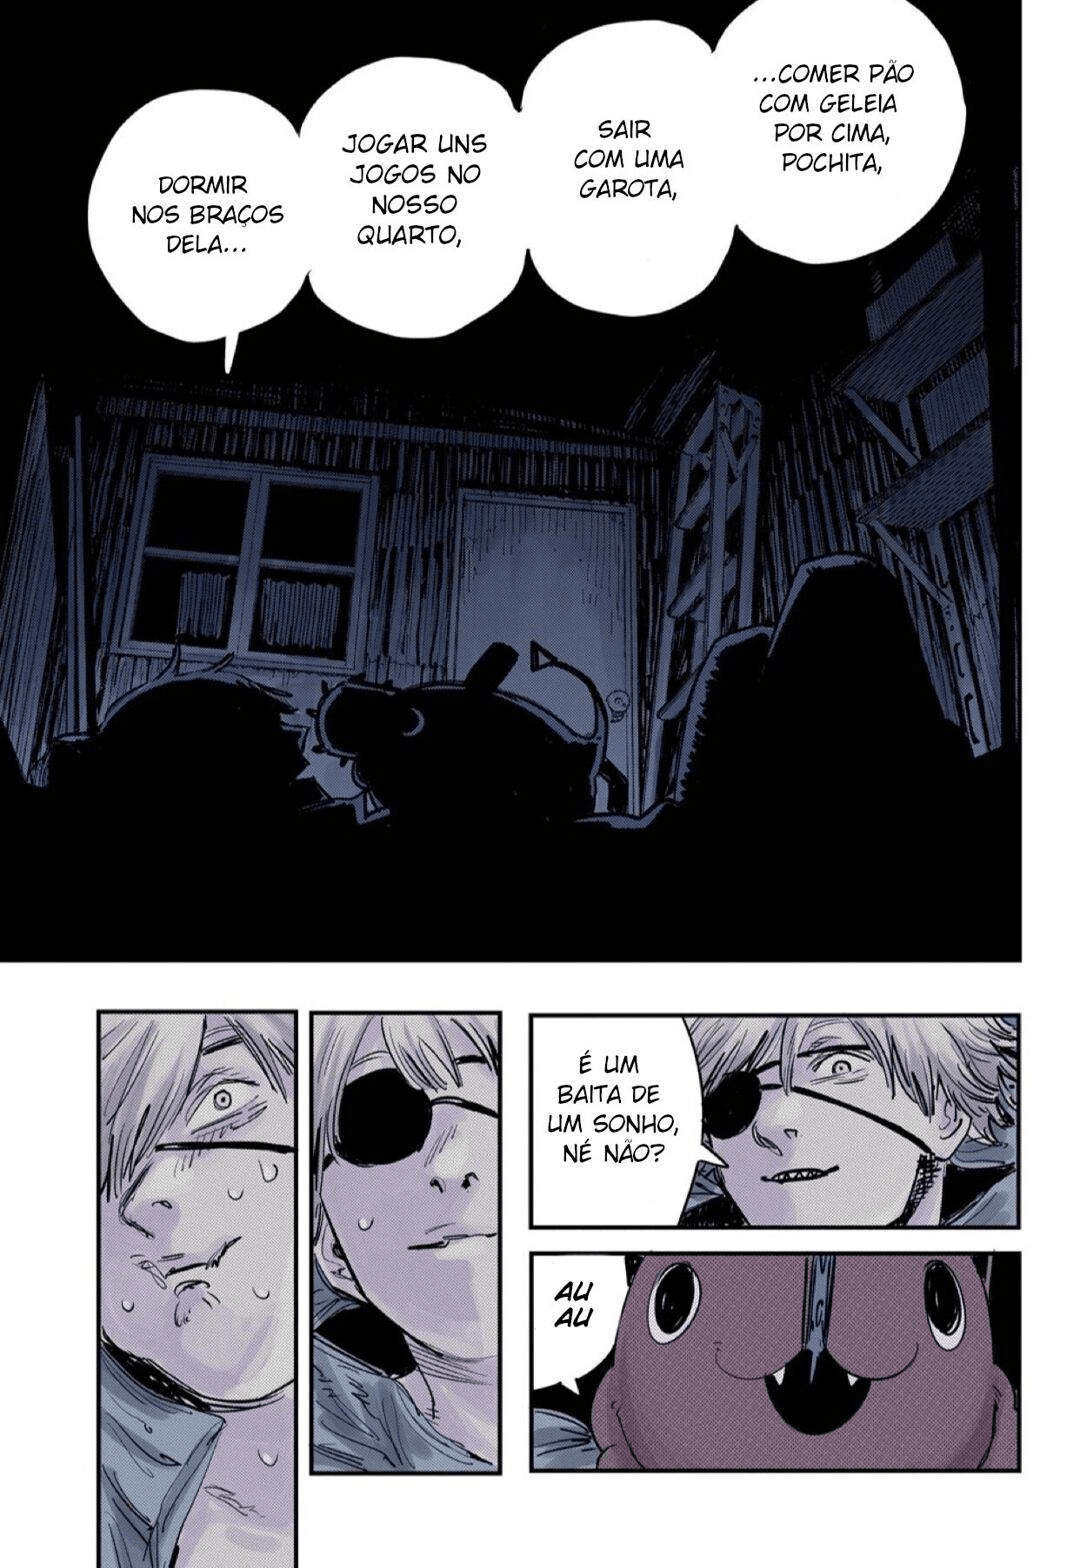 ...COMER PÃO
COM GELEIA
POR CIMA,
POCHITA,
SAIR
COM UMA
GAROTA,
JOGAR UNS
JOGOS NO
NOSSO
QUARTO,
DORMIR
NOS BRAÇOS
DELA...
É UM
BAITA DE
UM SONHO,
NÉ NÃO?
AU
AU